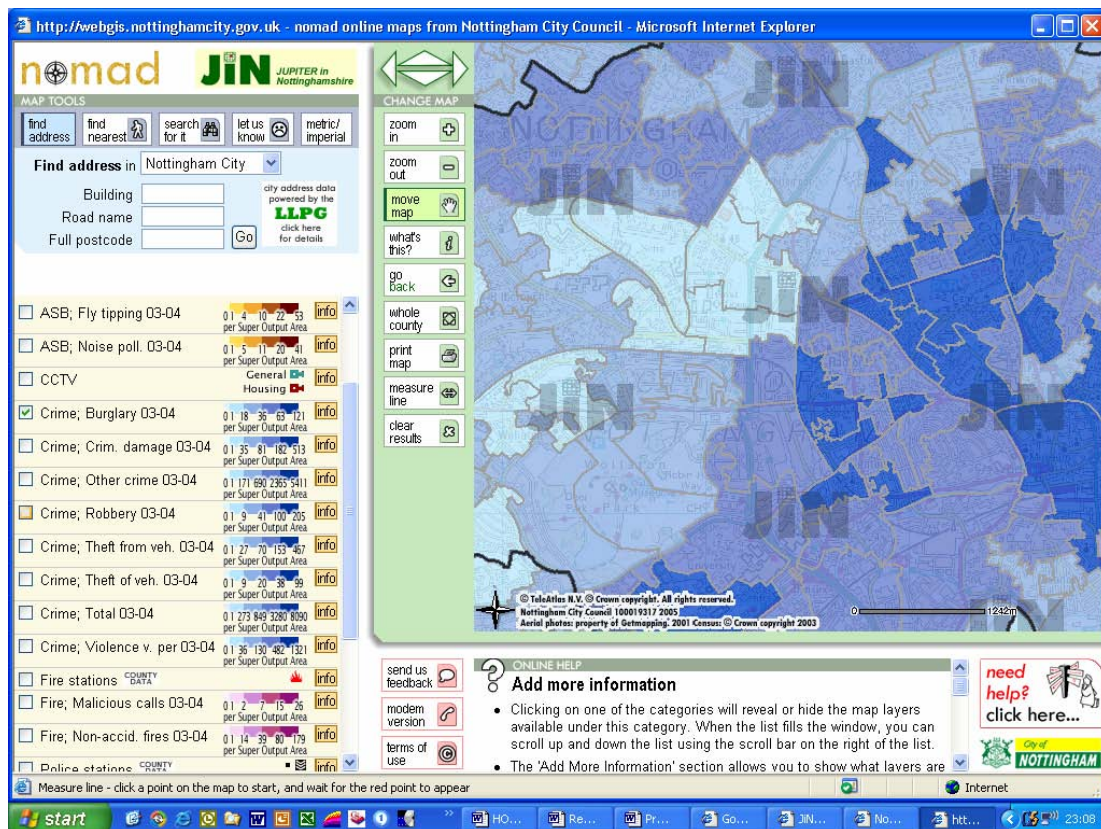 http://webgis.nottinghamcity.gov.uk - nomad online maps from Nottingham City Council - Microsoft Internet Explorer
nomad
JiN JUPITER in Nottinghamshire
MAP TOOLS
find address
find nearest
search for it
let us know
metric/ imperial
Find address in Nottingham City
Building
Road name
Full postcode
Go
city address data
powered by the
LLPG
click here
for details
ASB; Fly tipping 03-04 0 1 4 10 22 53 info
per Super Output Area
ASB; Noise poll. 03-04 0 1 5 11 20 41 info
per Super Output Area
CCTV General info
Housing
Crime; Burglary 03-04 0 1 18 36 63 121 info
per Super Output Area
Crime; Crim. damage 03-04 0 1 35 81 182 513 info
per Super Output Area
Crime; Other crime 03-04 0 1 171 690 2365 5411 info
per Super Output Area
Crime; Robbery 03-04 0 1 9 41 100 205 info
per Super Output Area
Crime; Theft from veh. 03-04 0 1 27 70 153 467 info
per Super Output Area
Crime; Theft of veh. 03-04 0 1 9 20 38 99 info
per Super Output Area
Crime; Total 03-04 0 1 273 849 3280 8090 info
per Super Output Area
Crime; Violence v. per 03-04 0 1 36 130 482 1321 info
per Super Output Area
Fire stations COUNTY DATA info
Fire; Malicious calls 03-04 0 1 2 7 15 26 info
per Super Output Area
Fire; Non-accid. fires 03-04 0 1 14 39 80 179 info
per Super Output Area
Police stations COUNTY DATA info
CHANGE MAP
zoom in
zoom out
move map
what's this?
go back
whole county
print map
measure line
clear results
NOTTINGHAM
JiN
JiN
JiN
JiN
JiN
JiN
JiN
JiN
JiN
© TeleAtlas N.V. © Crown copyright. All rights reserved.
Nottingham City Council 100019317 2005
Aerial photos: property of Getmapping. 2001 Census: © Crown copyright 2003
0 1242m
send us feedback
modem version
terms of use
ONLINE HELP
Add more information
• Clicking on one of the categories will reveal or hide the map layers
available under this category. When the list fills the window, you can
scroll up and down the list using the scroll bar on the right of the list.
• The 'Add More Information' section allows you to show what layers are
need
help?
click here...
City of
NOTTINGHAM
Measure line - click a point on the map to start, and wait for the red point to appear
Internet
start
HO...
Re...
Pr...
Go...
JiN...
No...
htt...
23:08